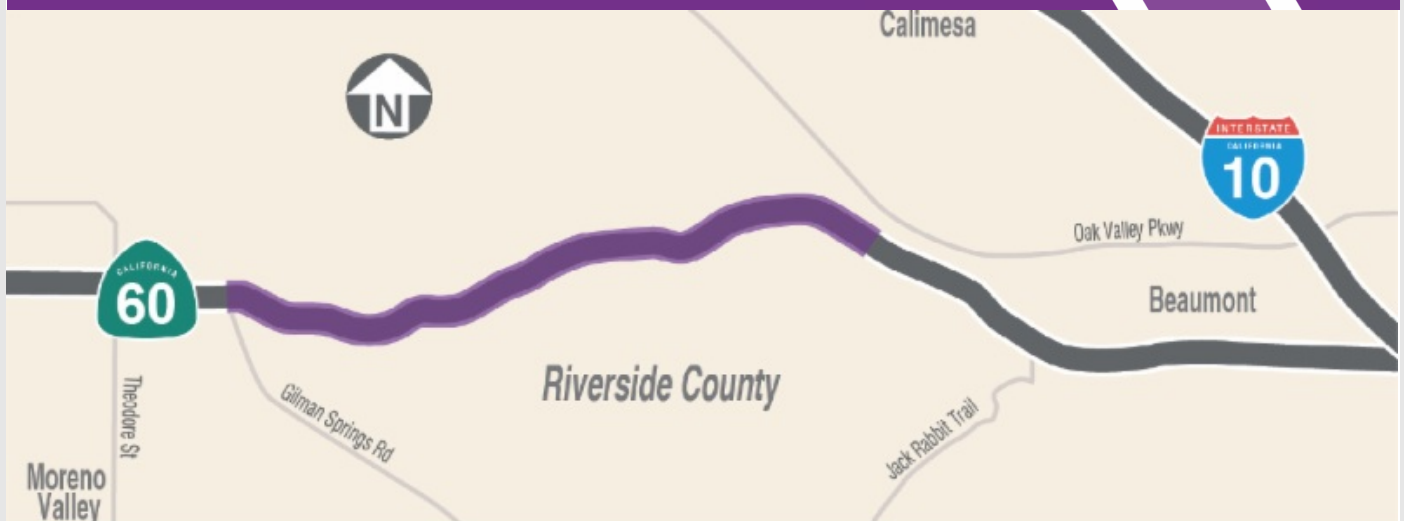 Calimesa
N
INTERSTATE
CALIFORNIA
10
Oak Valley Pkwy
CALIFORNIA
60
Beaumont
Riverside County
Theodore St
Gilman Springs Rd
Jack Rabbit Trail
Moreno
Valley